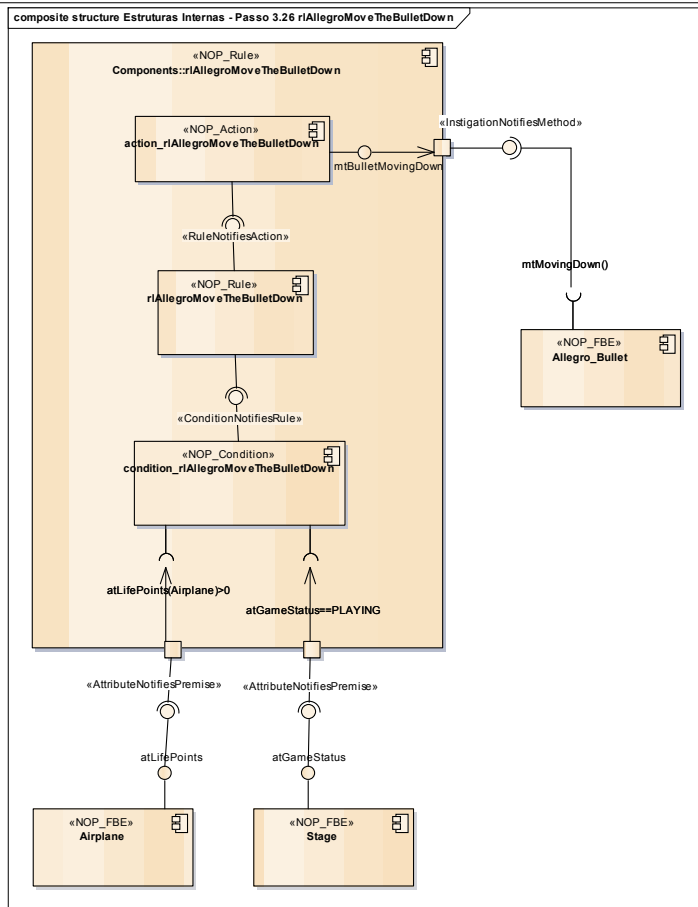 composite structure Estruturas Internas - Passo 3.26 rlAllegroMoveTheBulletDown
«NOP_Rule»
Components::rlAllegroMoveTheBulletDown
«NOP_Action»
action_rlAllegroMoveTheBulletDown
mtBulletMovingDown
«InstigationNotifiesMethod»
«RuleNotifiesAction»
mtMovingDown()
«NOP_Rule»
rlAllegroMoveTheBulletDown
«NOP_FBE»
Allegro_Bullet
«ConditionNotifiesRule»
«NOP_Condition»
condition_rlAllegroMoveTheBulletDown
atLifePoints(Airplane)>0
atGameStatus==PLAYING
«AttributeNotifiesPremise»
«AttributeNotifiesPremise»
atLifePoints
atGameStatus
«NOP_FBE»
Airplane
«NOP_FBE»
Stage